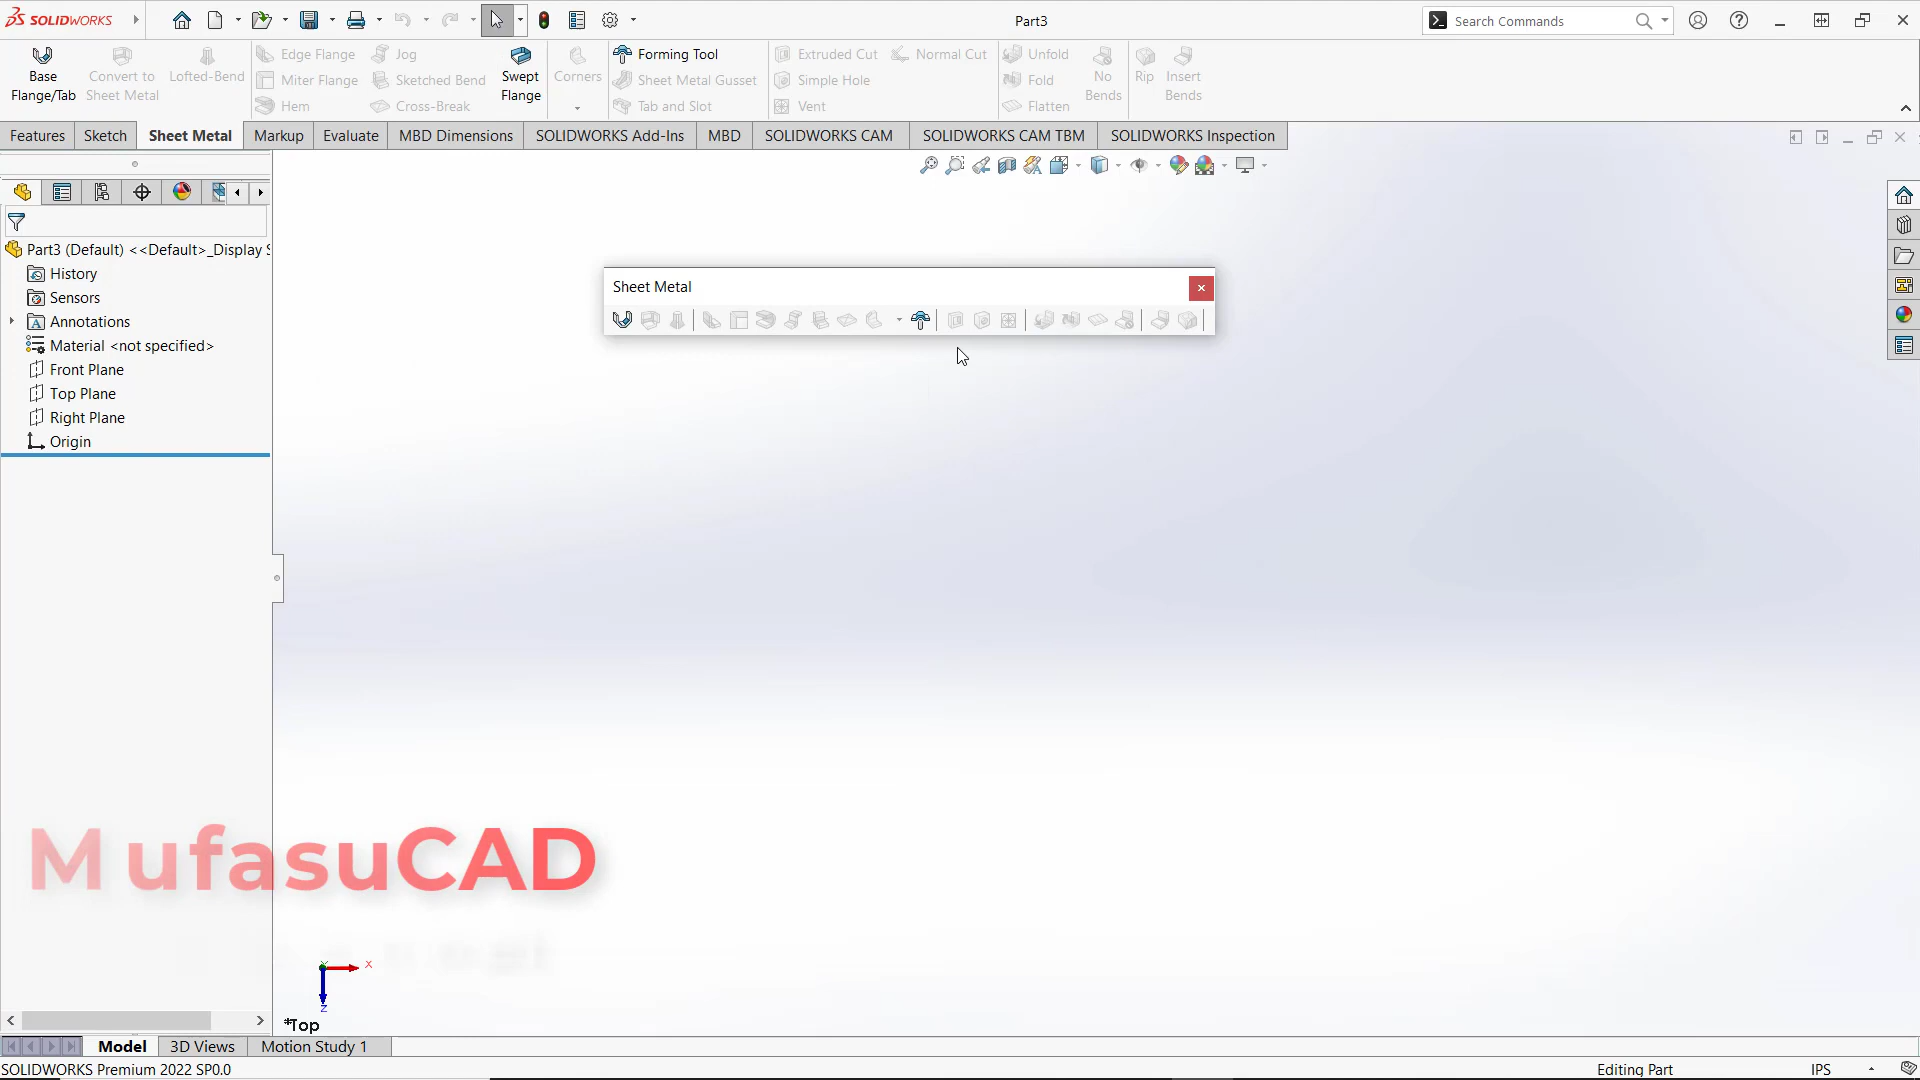 SOLIDWORKS
Part3
Search Commands
Base Flange/Tab
Convert to Sheet Metal
Lofted-Bend
Edge Flange
Miter Flange
Hem
Jog
Sketched Bend
Cross-Break
Swept Flange
Corners
Forming Tool
Sheet Metal Gusset
Tab and Slot
Extruded Cut
Simple Hole
Vent
Normal Cut
Unfold
Fold
Flatten
No Bends
Rip
Insert Bends
Features
Sketch
Sheet Metal
Markup
Evaluate
MBD Dimensions
SOLIDWORKS Add-Ins
MBD
SOLIDWORKS CAM
SOLIDWORKS CAM TBM
SOLIDWORKS Inspection
Part3 (Default) <<Default>_Display S
History
Sensors
Annotations
Material <not specified>
Front Plane
Top Plane
Right Plane
Origin
Sheet Metal
MufasuCAD
X
Y
Z
*Top
Model
3D Views
Motion Study 1
SOLIDWORKS Premium 2022 SP0.0
Editing Part
IPS